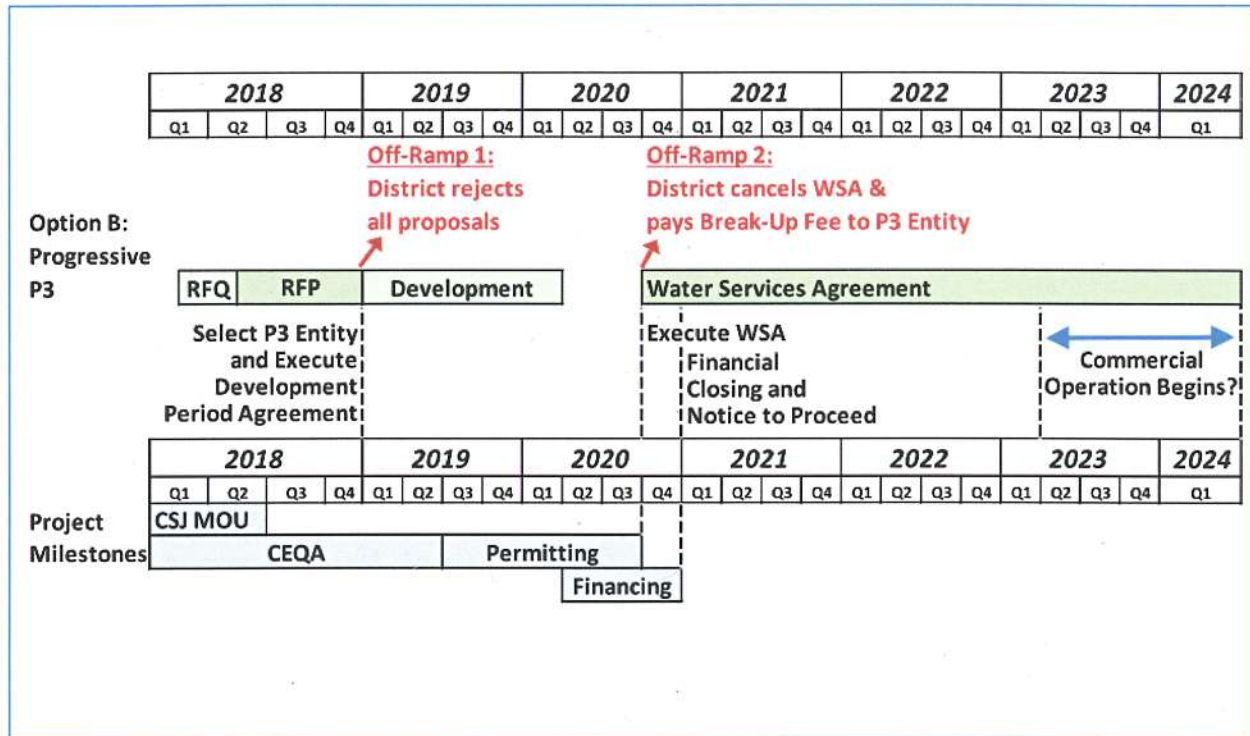 2018 2019 2020 2021 2022 2023 2024
Q1 Q2 Q3 Q4 Q1 Q2 Q3 Q4 Q1 Q2 Q3 Q4 Q1 Q2 Q3 Q4 Q1 Q2 Q3 Q4 Q1 Q2 Q3 Q4 Q1
Off-Ramp 1:
District rejects
all proposals
Off-Ramp 2:
District cancels WSA &
pays Break-Up Fee to P3 Entity
Option B:
Progressive
P3
RFQ RFP Development Water Services Agreement
Select P3 Entity
and Execute
Development
Period Agreement
Execute WSA
Financial
Closing and
Notice to Proceed
Commercial
Operation Begins?
2018 2019 2020 2021 2022 2023 2024
Q1 Q2 Q3 Q4 Q1 Q2 Q3 Q4 Q1 Q2 Q3 Q4 Q1 Q2 Q3 Q4 Q1 Q2 Q3 Q4 Q1 Q2 Q3 Q4 Q1
Project
Milestones
CSJ MOU
CEQA Permitting
Financing